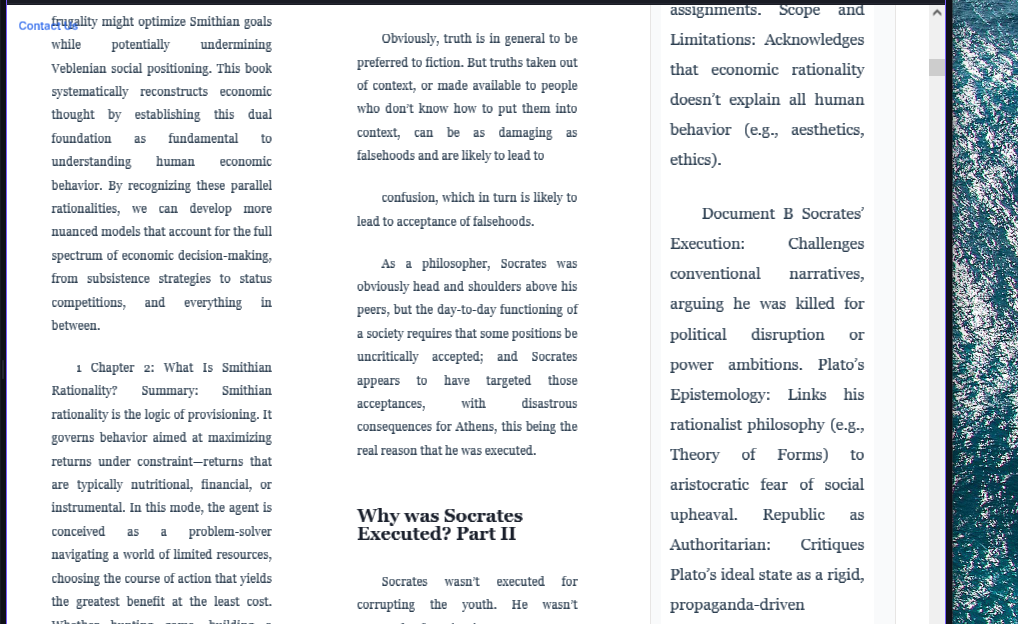 Contact Us
frugality might optimize Smithian goals
while potentially undermining
Veblenian social positioning. This book
systematically reconstructs economic
thought by establishing this dual
foundation as fundamental to
understanding human economic
behavior. By recognizing these parallel
rationalities, we can develop more
nuanced models that account for the full
spectrum of economic decision-making,
from subsistence strategies to status
competitions, and everything in
between.
1 Chapter 2: What Is Smithian
Rationality? Summary: Smithian
rationality is the logic of provisioning. It
governs behavior aimed at maximizing
returns under constraint—returns that
are typically nutritional, financial, or
instrumental. In this mode, the agent is
conceived as a problem-solver
navigating a world of limited resources,
choosing the course of action that yields
the greatest benefit at the least cost.
Whether hunting game, building a
Obviously, truth is in general to be
preferred to fiction. But truths taken out
of context, or made available to people
who don’t know how to put them into
context, can be as damaging as
falsehoods and are likely to lead to
confusion, which in turn is likely to
lead to acceptance of falsehoods.
As a philosopher, Socrates was
obviously head and shoulders above his
peers, but the day-to-day functioning of
a society requires that some positions be
uncritically accepted; and Socrates
appears to have targeted those
acceptances, with disastrous
consequences for Athens, this being the
real reason that he was executed.
Why was Socrates
Executed? Part II
Socrates wasn’t executed for
corrupting the youth. He wasn’t
assignments. Scope and
Limitations: Acknowledges
that economic rationality
doesn’t explain all human
behavior (e.g., aesthetics,
ethics).
Document B Socrates’
Execution: Challenges
conventional narratives,
arguing he was killed for
political disruption or
power ambitions. Plato’s
Epistemology: Links his
rationalist philosophy (e.g.,
Theory of Forms) to
aristocratic fear of social
upheaval. Republic as
Authoritarian: Critiques
Plato’s ideal state as a rigid,
propaganda-driven